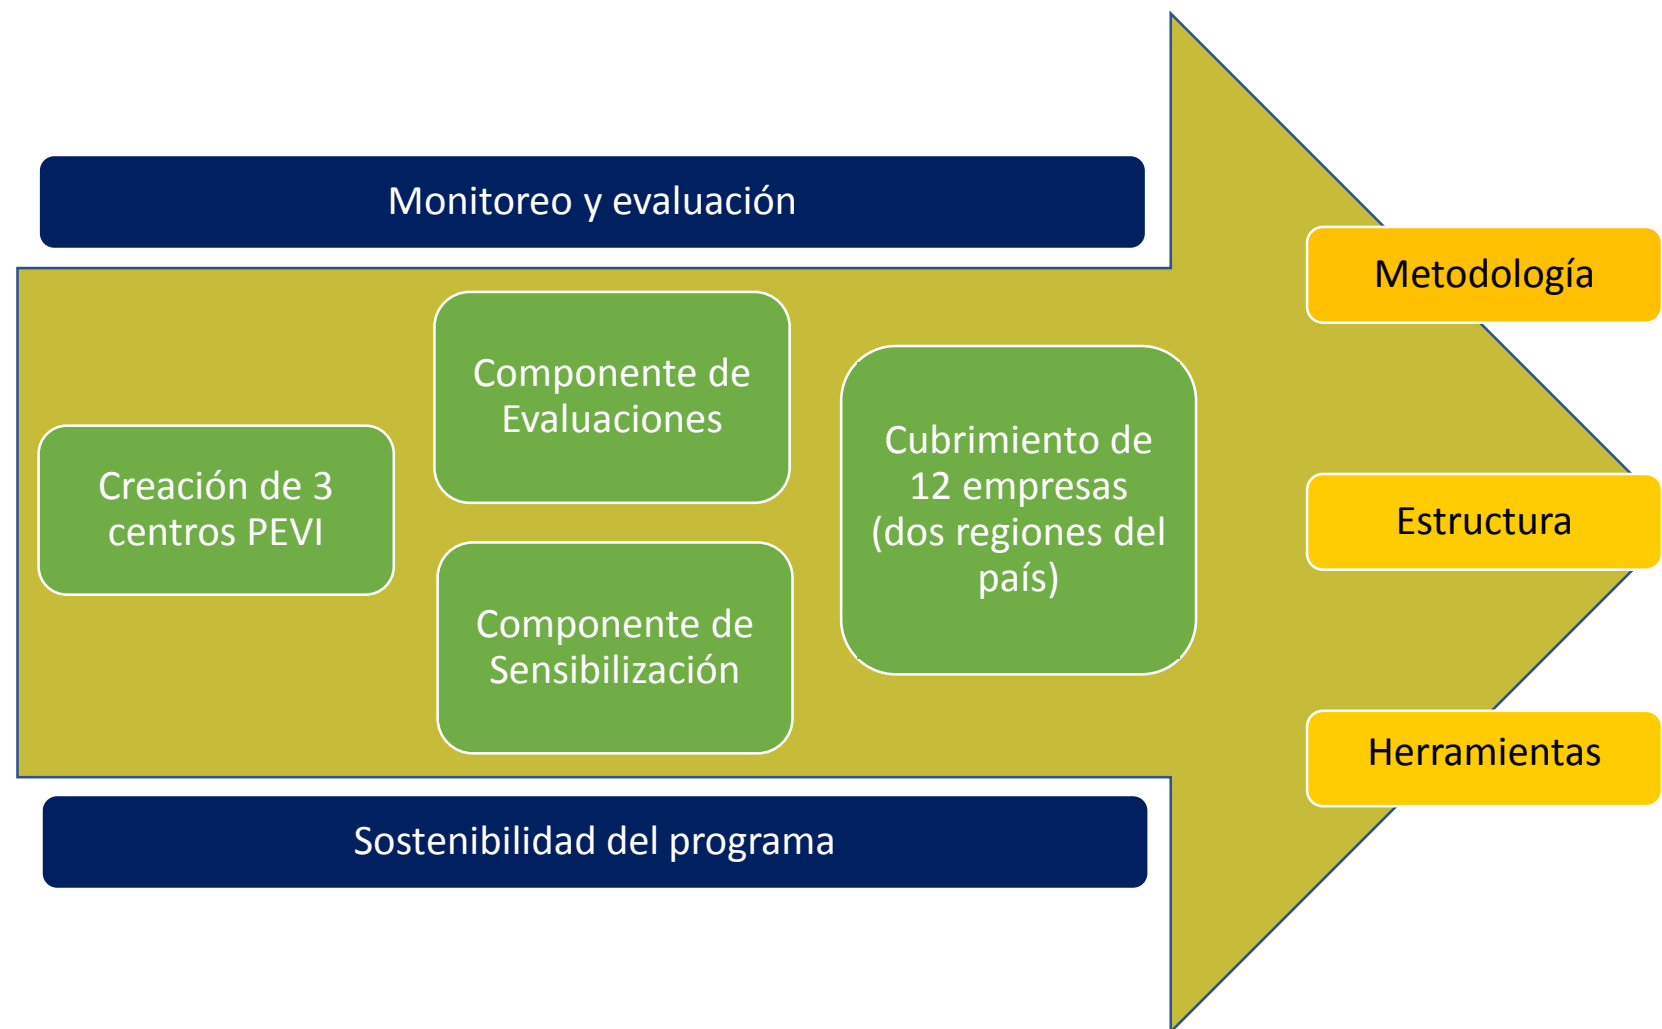 Monitoreo y evaluación
Creación de 3
centros PEVI
Componente de
Evaluaciones
Componente de
Sensibilización
Cubrimiento de
12 empresas
(dos regiones del
país)
Metodología
Estructura
Herramientas
Sostenibilidad del programa